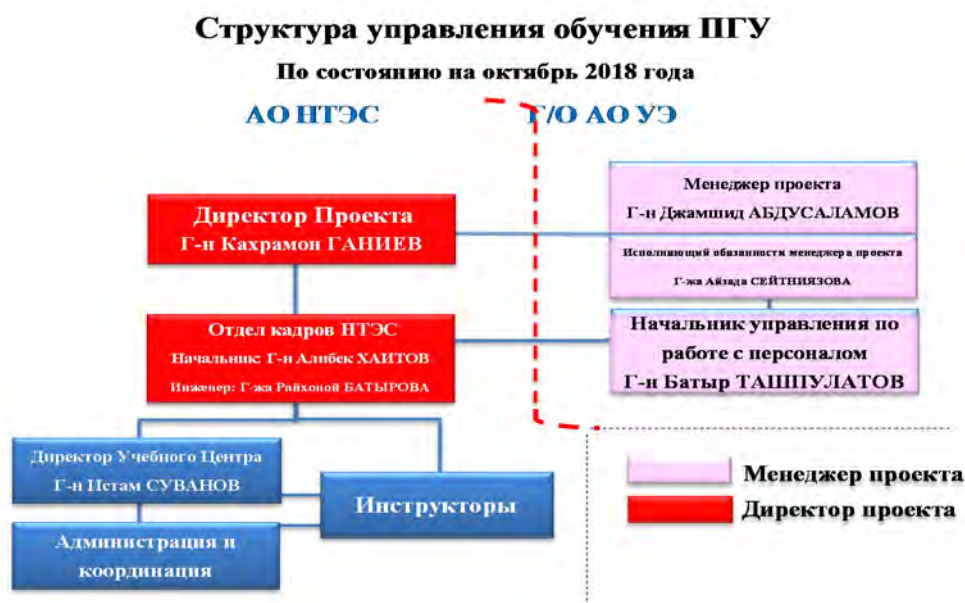 Структура управления обучения ПГУ
По состоянию на октябрь 2018 года
АО НТЭС
Г/О АО УЭ
Директор Проекта
Г-н Кахрамон ГАНИЕВ
Менеджер проекта
Г-н Джамшид АБДУСАЛАМОВ
Исполняющий обязанности менеджера проекта
Г-жа Айзада СЕЙТНИЯЗОВА
Отдел кадров НТЭС
Начальник: Г-н Алибек ХАИТОВ
Инженер: Г-жа Райхоной БАТЫРОВА
Начальник управления по
работе с персоналом
Г-н Батыр ТАШПУЛАТОВ
Директор Учебного Центра
Г-н Истам СУВАНОВ
Инструкторы
Администрация и
координация
Менеджер проекта
Директор проекта